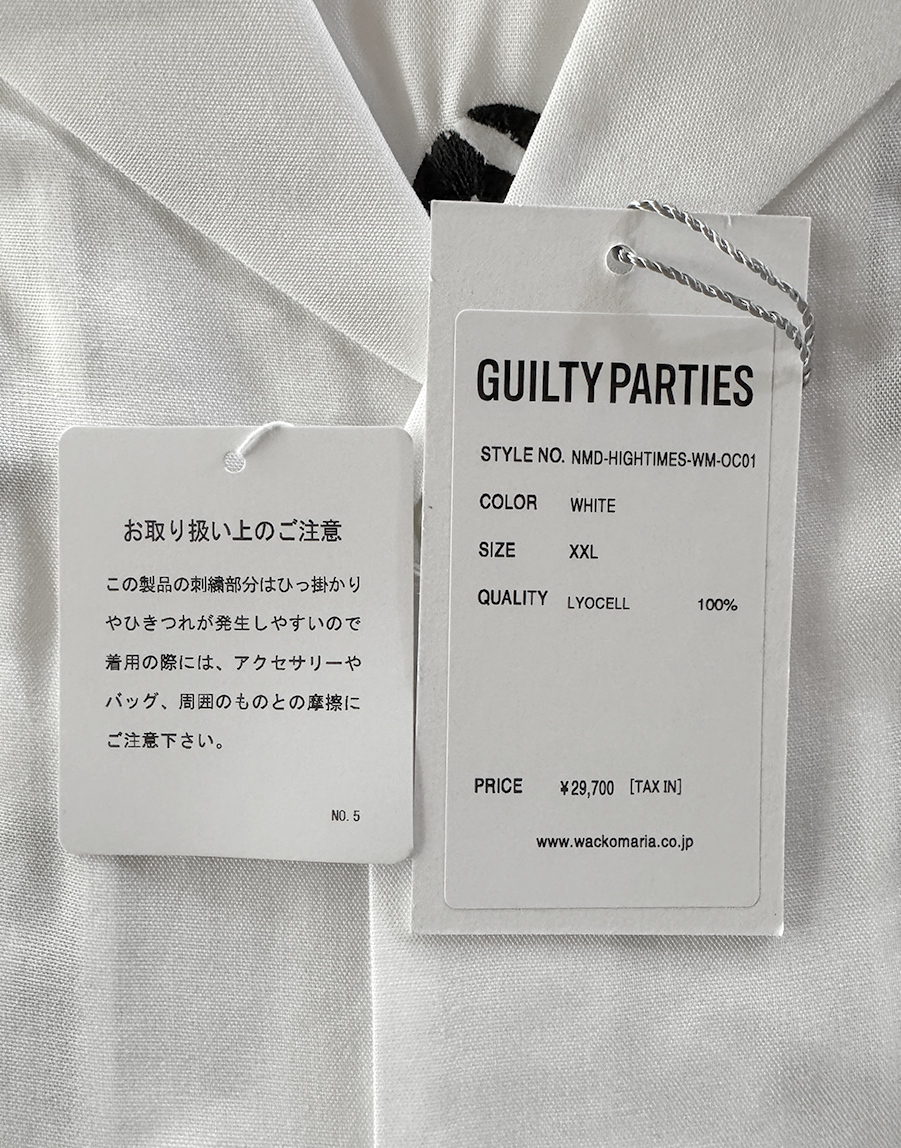 お取り扱い上のご注意
この製品の刺繍部分はひっ掛かり
やひきつれが発生しやすいので
着用の際には、アクセサリーや
バッグ、周囲のものとの摩擦に
ご注意下さい。
NO. 5
GUILTY PARTIES
STYLE NO. NMD-HIGHTIMES-WM-OC01
COLOR WHITE
SIZE XXL
QUALITY LYOCELL 100%
PRICE ¥29,700 [TAX IN]
www.wackomaria.co.jp